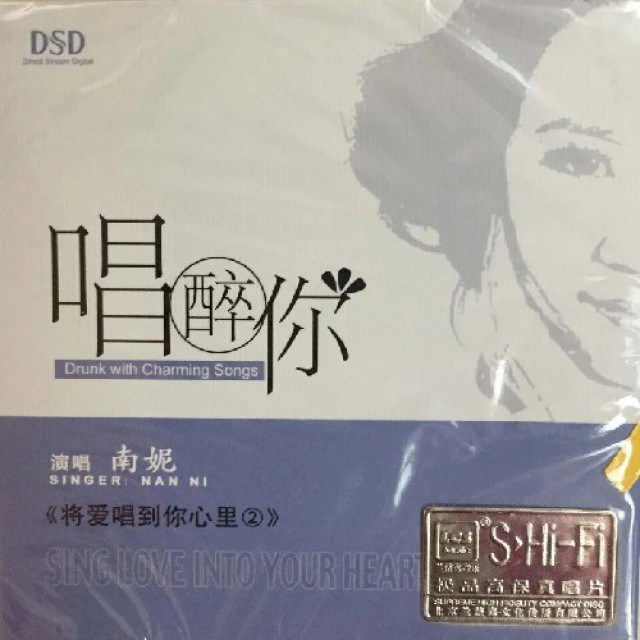 DSD
Direct Stream Digital
唱醉你
Drunk with Charming Songs
演唱 南妮
SINGER: NAN NI
《将爱唱到你心里②》
SING LOVE INTO YOUR HEART
®S·Hi-Fi
极品高保真唱片
SUPREME HIGH FIDELITY COMPACT DISC